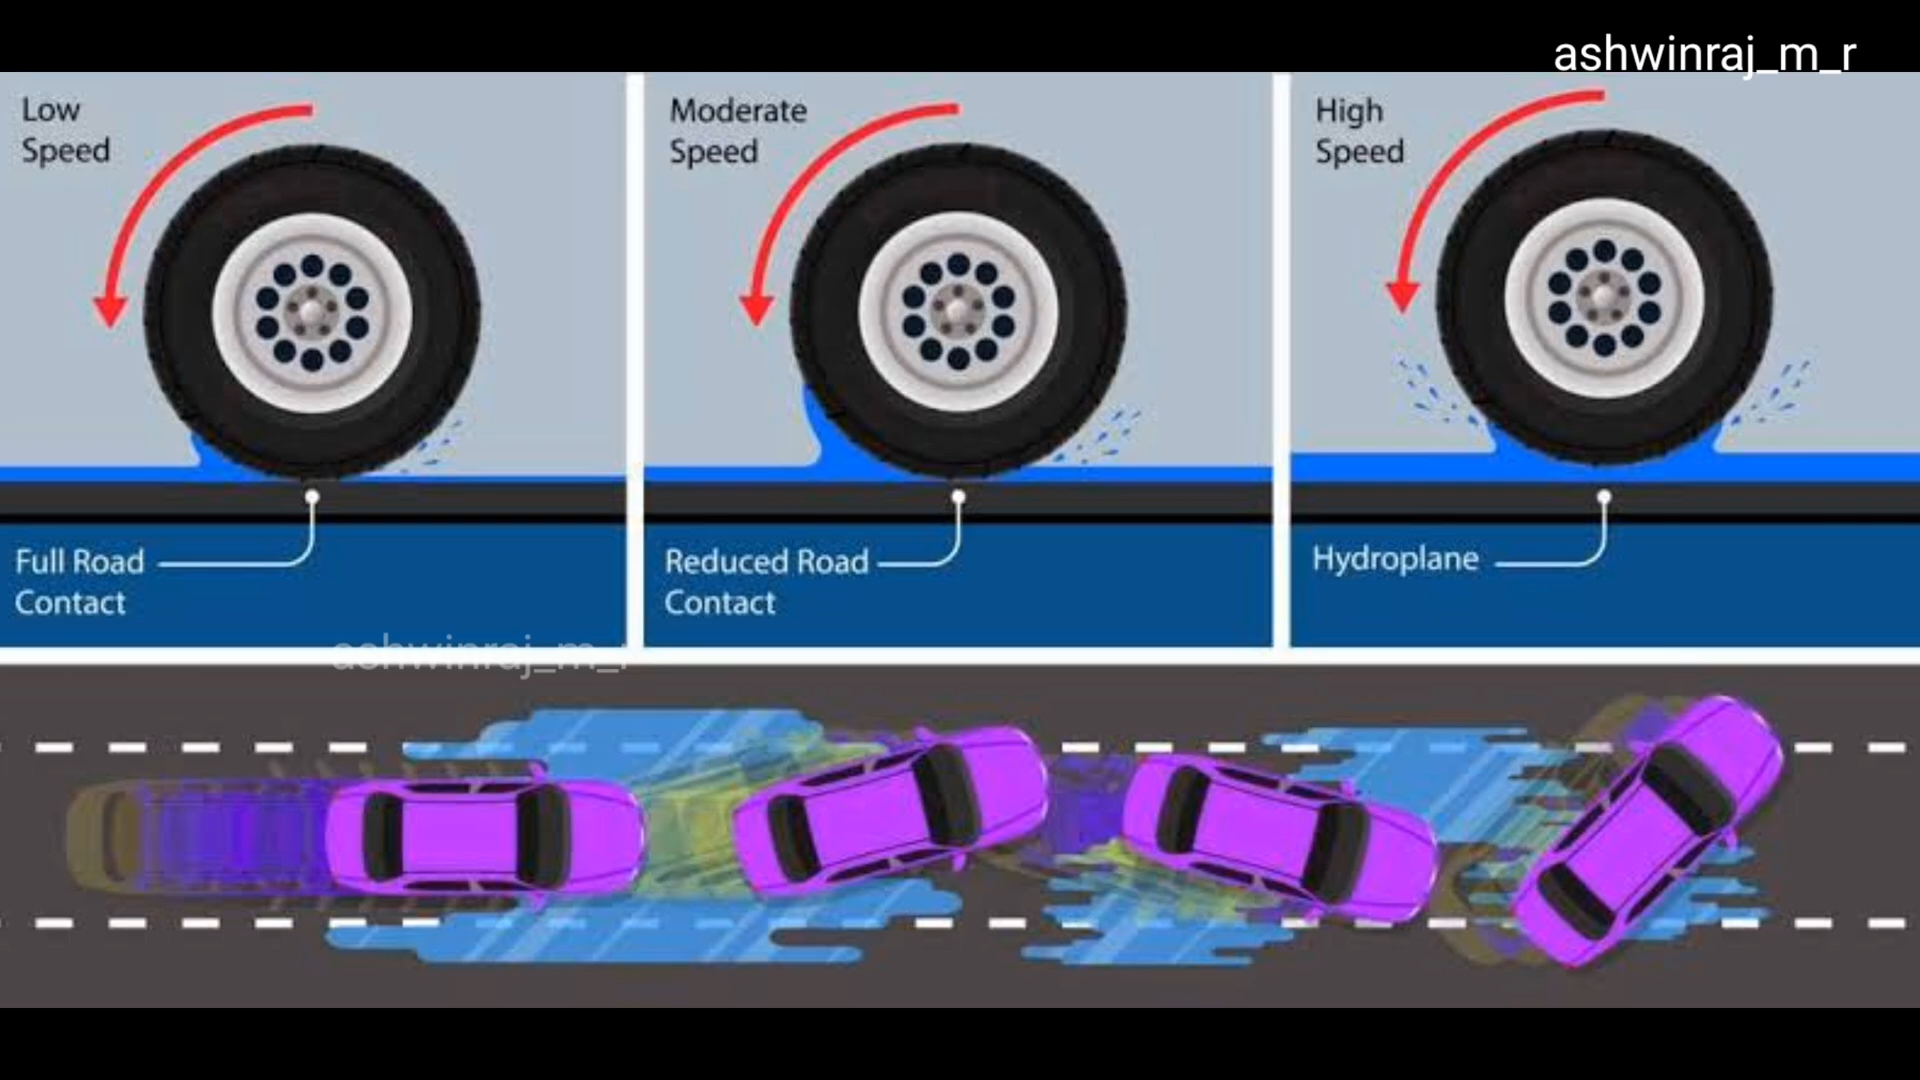 ashwinraj_m_r
Low
Speed
Moderate
Speed
High
Speed
Full Road
Contact
Reduced Road
Contact
Hydroplane
ashwinraj_m_r